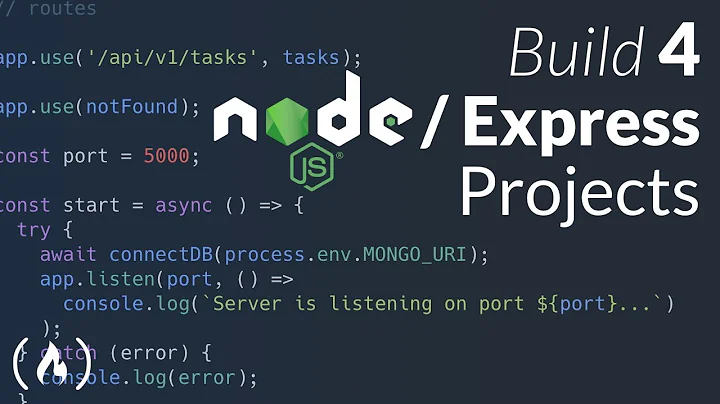 // routes
app.use('/api/v1/tasks', tasks);
app.use(notFound);
const port = 5000;
const start = async () => {
try {
await connectDB(process.env.MONGO_URI);
app.listen(port, () =>
console.log(`Server is listening on port ${port}...`)
);
} catch (error) {
console.log(error);
}
Build 4
node / Express
JS®
Projects